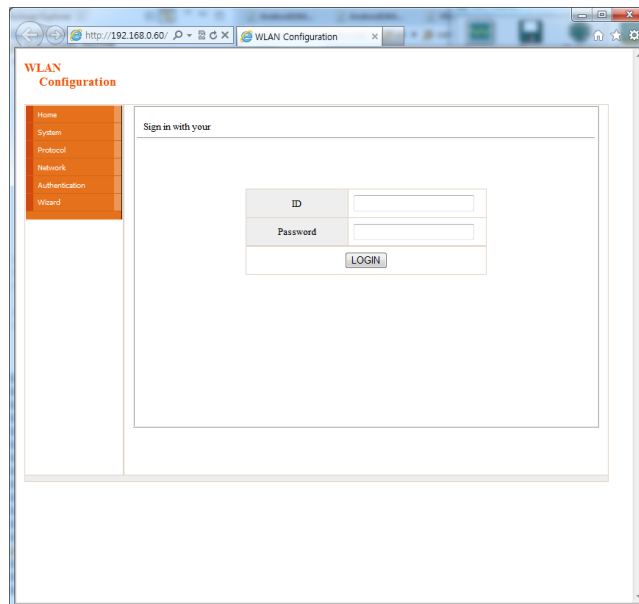 http://192.168.0.60/
WLAN Configuration
WLAN
Configuration
Home
System
Protocol
Network
Authentication
Wizard
Sign in with your
ID
Password
LOGIN